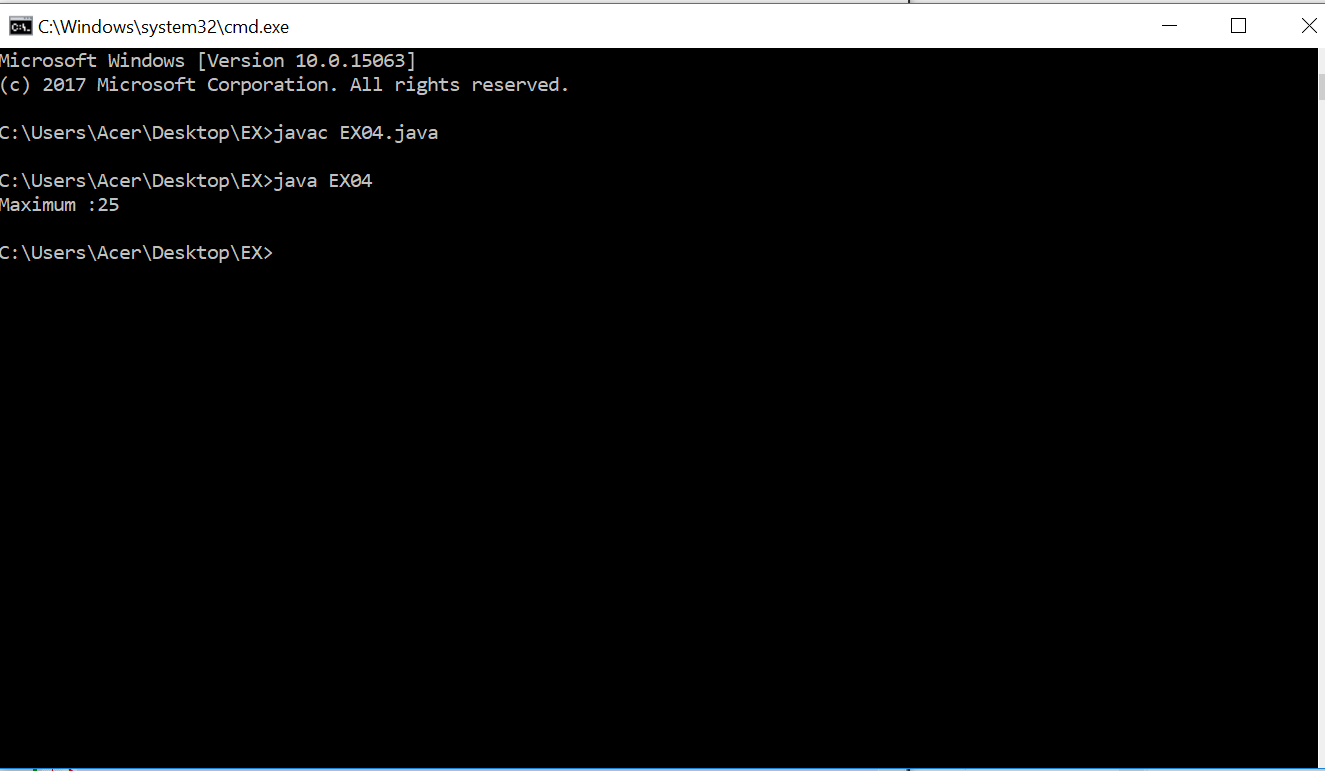 C:\Windows\system32\cmd.exe
Microsoft Windows [Version 10.0.15063]
(c) 2017 Microsoft Corporation. All rights reserved.
C:\Users\Acer\Desktop\EX>javac EX04.java
C:\Users\Acer\Desktop\EX>java EX04
Maximum :25
C:\Users\Acer\Desktop\EX>